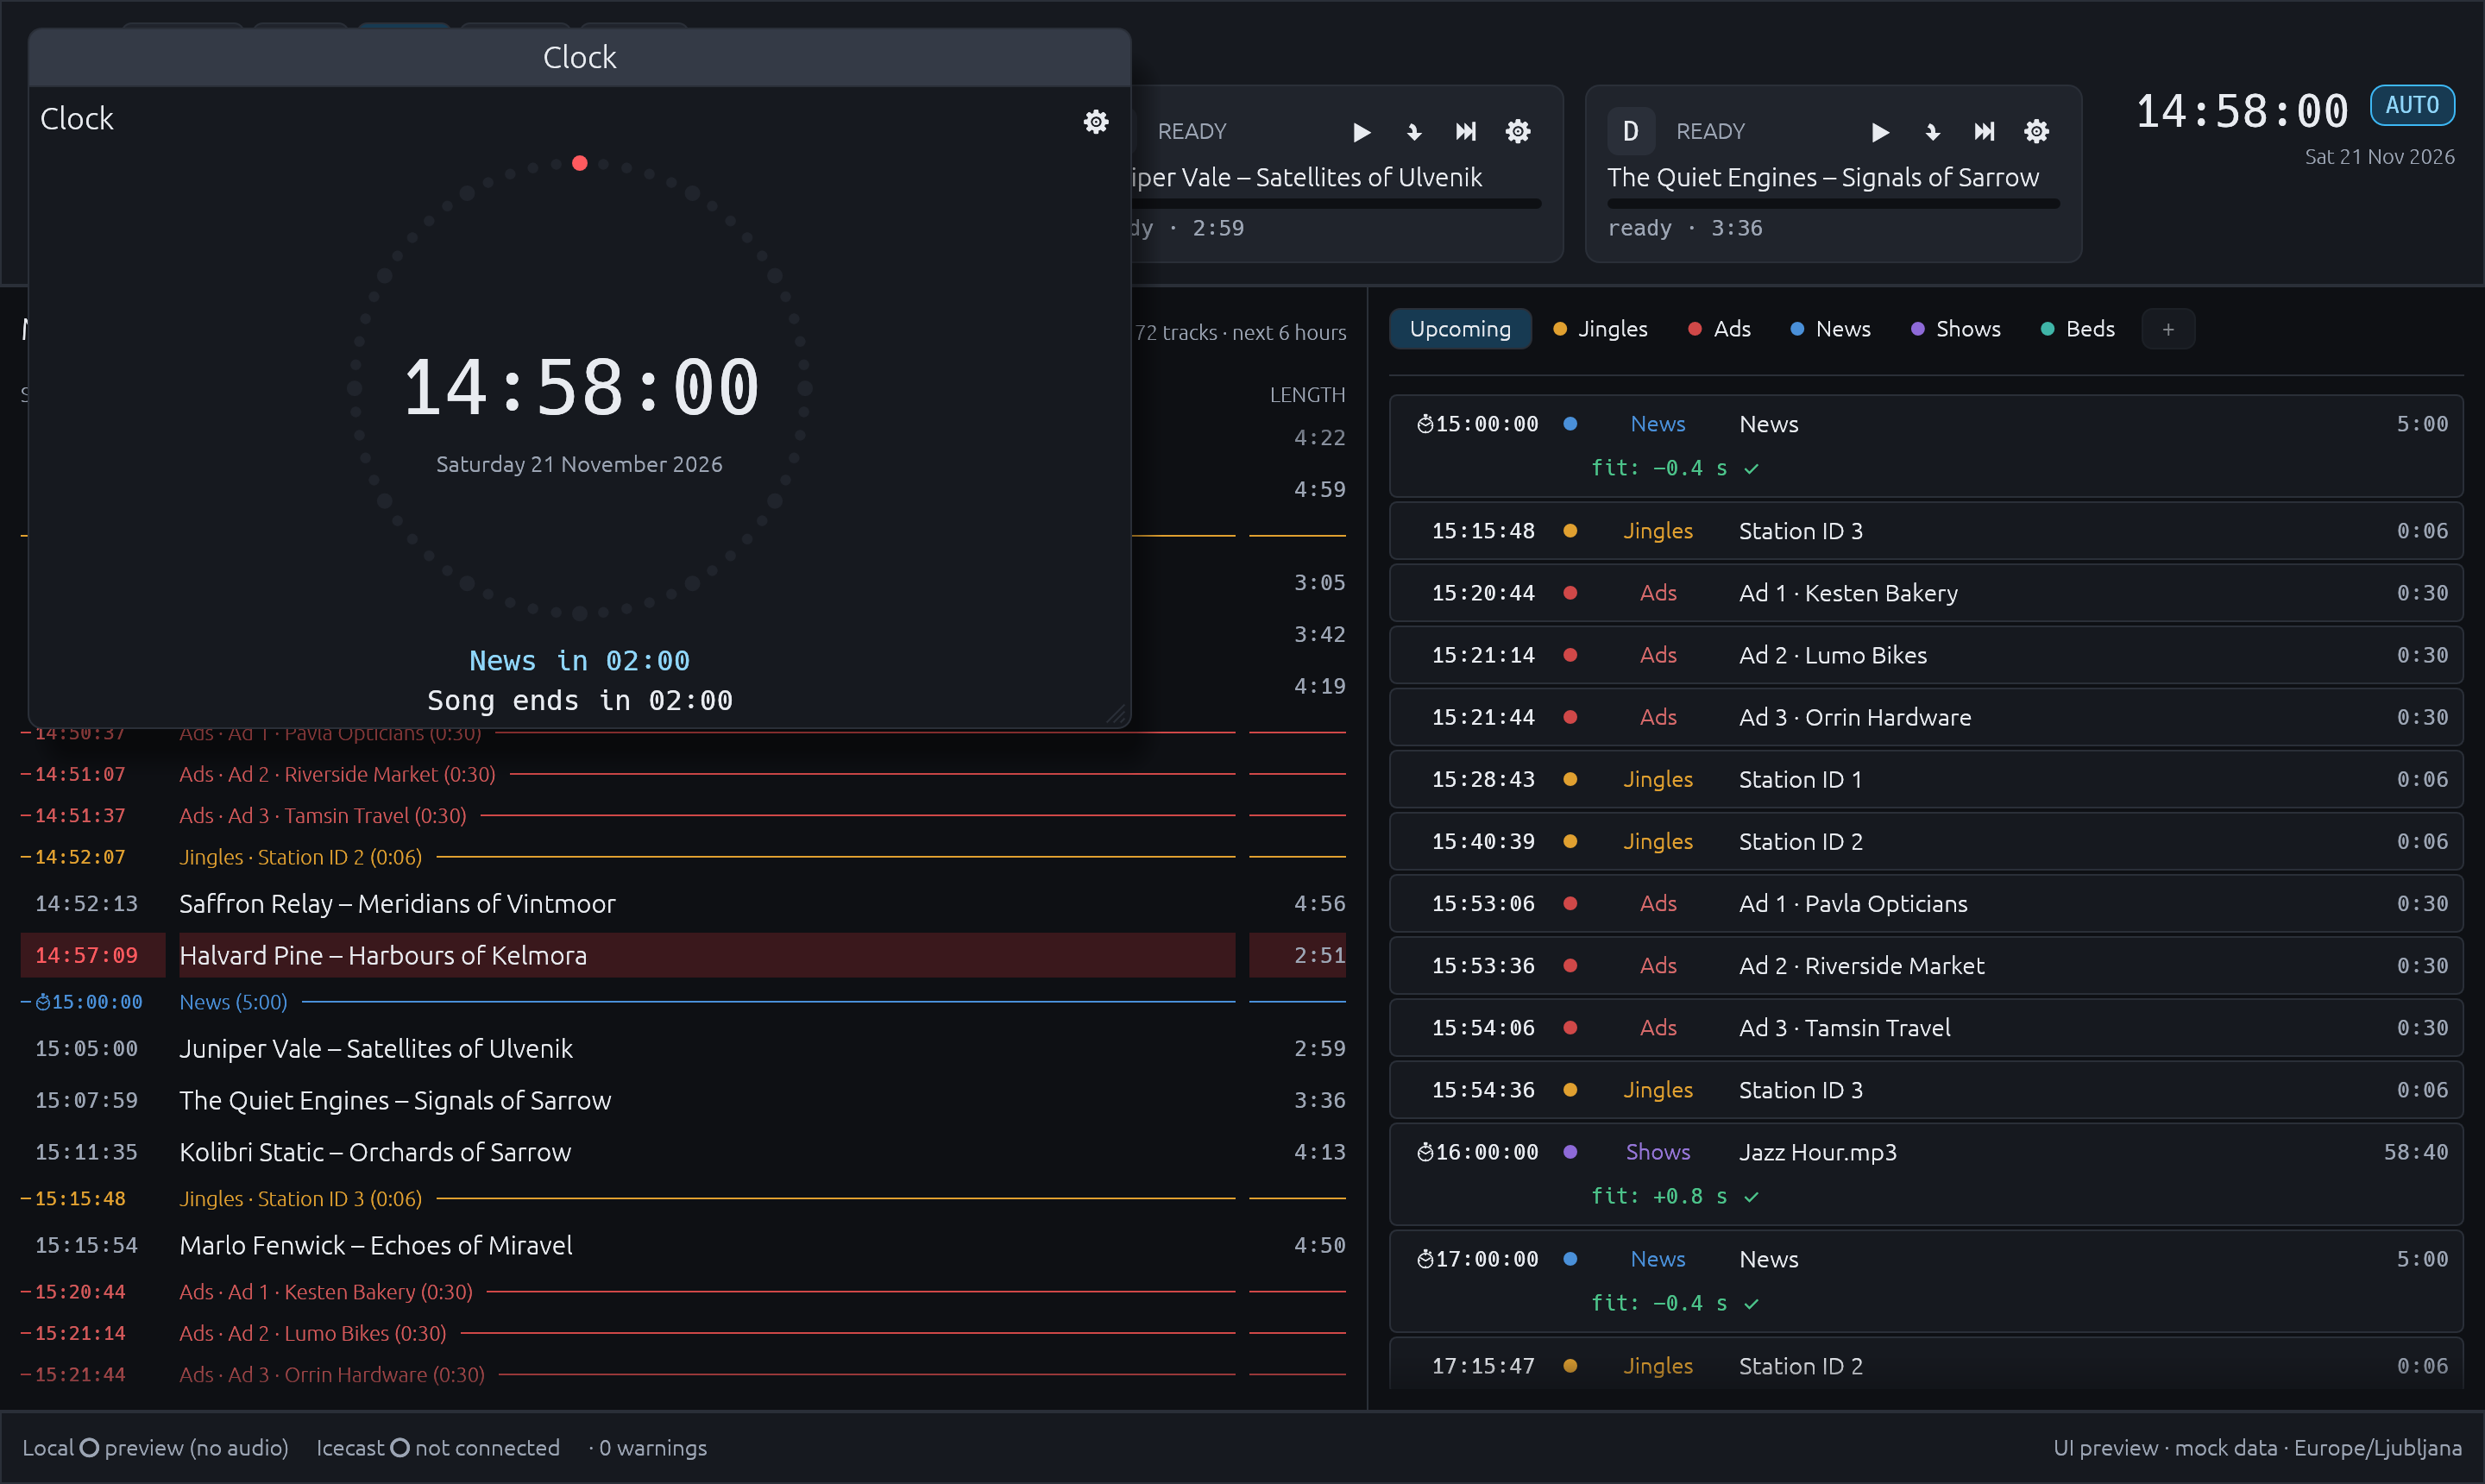 Clock
Clock
14:58:00
Saturday 21 November 2026
News in 02:00
Song ends in 02:00
READY
Vale – Satellites of Ulvenik
· 2:59
D READY
The Quiet Engines – Signals of Sarrow
ready · 3:36
14:58:00 AUTO
Sat 21 Nov 2026
72 tracks · next 6 hours
LENGTH
4:22
4:59
3:05
3:42
4:19
14:50:37 Ads · Ad 1 · Pavla Opticians (0:30)
14:51:07 Ads · Ad 2 · Riverside Market (0:30)
14:51:37 Ads · Ad 3 · Tamsin Travel (0:30)
14:52:07 Jingles · Station ID 2 (0:06)
14:52:13 Saffron Relay – Meridians of Vintmoor 4:56
14:57:09 Halvard Pine – Harbours of Kelmora 2:51
15:00:00 News (5:00)
15:05:00 Juniper Vale – Satellites of Ulvenik 2:59
15:07:59 The Quiet Engines – Signals of Sarrow 3:36
15:11:35 Kolibri Static – Orchards of Sarrow 4:13
15:15:48 Jingles · Station ID 3 (0:06)
15:15:54 Marlo Fenwick – Echoes of Miravel 4:50
15:20:44 Ads · Ad 1 · Kesten Bakery (0:30)
15:21:14 Ads · Ad 2 · Lumo Bikes (0:30)
15:21:44 Ads · Ad 3 · Orrin Hardware (0:30)
Upcoming Jingles Ads News Shows Beds +
15:00:00 News News 5:00
fit: −0.4 s ✓
15:15:48 Jingles Station ID 3 0:06
15:20:44 Ads Ad 1 · Kesten Bakery 0:30
15:21:14 Ads Ad 2 · Lumo Bikes 0:30
15:21:44 Ads Ad 3 · Orrin Hardware 0:30
15:28:43 Jingles Station ID 1 0:06
15:40:39 Jingles Station ID 2 0:06
15:53:06 Ads Ad 1 · Pavla Opticians 0:30
15:53:36 Ads Ad 2 · Riverside Market 0:30
15:54:06 Ads Ad 3 · Tamsin Travel 0:30
15:54:36 Jingles Station ID 3 0:06
16:00:00 Shows Jazz Hour.mp3 58:40
fit: +0.8 s ✓
17:00:00 News News 5:00
fit: −0.4 s ✓
17:15:47 Jingles Station ID 2 0:06
Local preview (no audio) Icecast not connected · 0 warnings
UI preview · mock data · Europe/Ljubljana